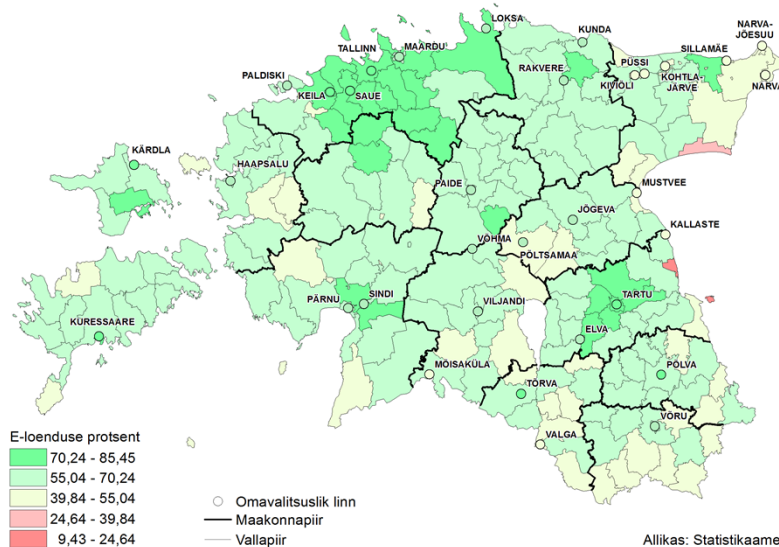 LOKSA
KUNDA
NARVA-
JÕESUU
TALLINN
MAARDU
SILLAMÄE
PÜSSI
PALDISKI
RAKVERE
KOHTLA-
JÄRVE
NARVA
KEILA
SAUE
KIVIÕLI
KÄRDLA
HAAPSALU
PAIDE
MUSTVEE
JÕGEVA
KALLASTE
VÕHMA
PÕLTSAMAA
SINDI
PÄRNU
TARTU
VILJANDI
KURESSAARE
ELVA
MÕISAKÜLA
PÕLVA
TÕRVA
VÕRU
VALGA
E-loenduse protsent
70,24 - 85,45
55,04 - 70,24
39,84 - 55,04
24,64 - 39,84
9,43 - 24,64
Omavalitsuslik linn
Maakonnapiir
Vallapiir
Allikas: Statistikaame